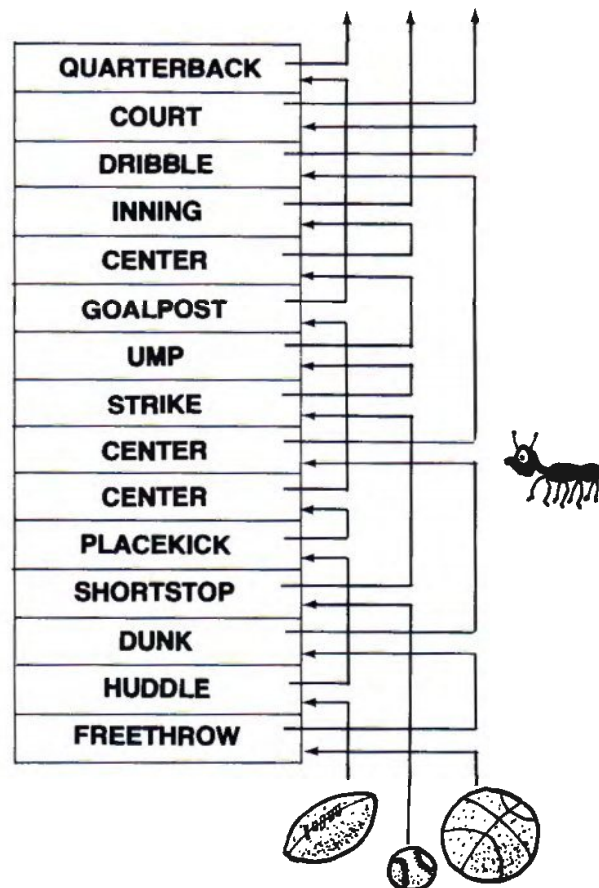 QUARTERBACK
COURT
DRIBBLE
INNING
CENTER
GOALPOST
UMP
STRIKE
CENTER
CENTER
PLACEKICK
SHORTSTOP
DUNK
HUDDLE
FREETHROW